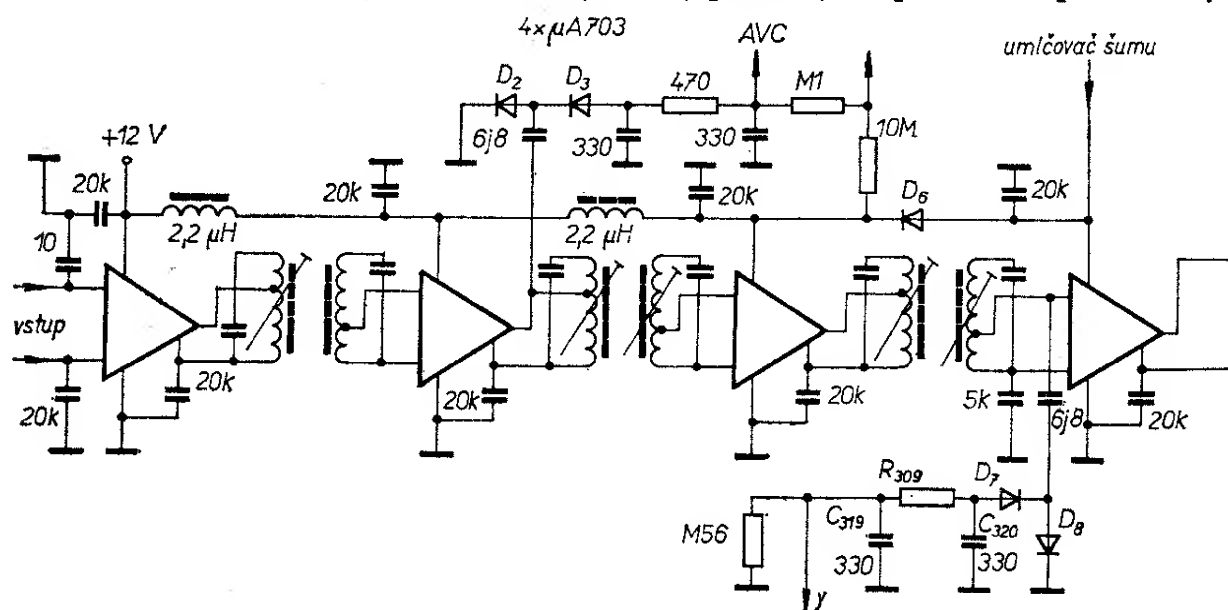 4×μA703
AVC
umlčovač šumu
D2
D3
470
M1
+12 V
6j8
330
330
10M
20k
20k
20k
D6
20k
10
2,2 μH
2,2 μH
vstup
20k
20k
20k
20k
5k
6j8
20k
R309
D7
M56
C319
C320
D8
330
330
y